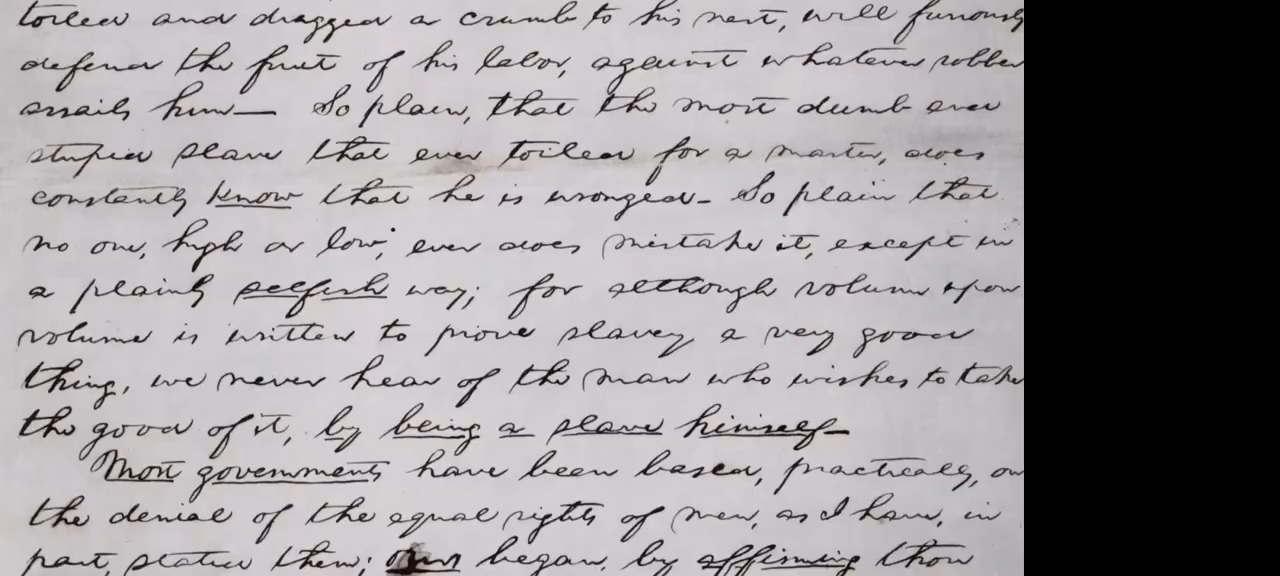 toiled and dragged a crumb to his nest, will furiously
defend the fruit of his labor, against whatever robber
assails him— So plain, that the most dumb and
stupid slave that ever toiled for a master, does
constantly know that he is wronged— So plain that
no one, high or low, ever does mistake it, except in
a plainly selfish way; for although volume upon
volume is written to prove slavery a very good
thing, we never hear of the man who wishes to take
the good of it, by being a slave himself—
Most governments have been based, practically, on
the denial of the equal rights of men, as I have, in
part, stated them; ours began, by affirming those